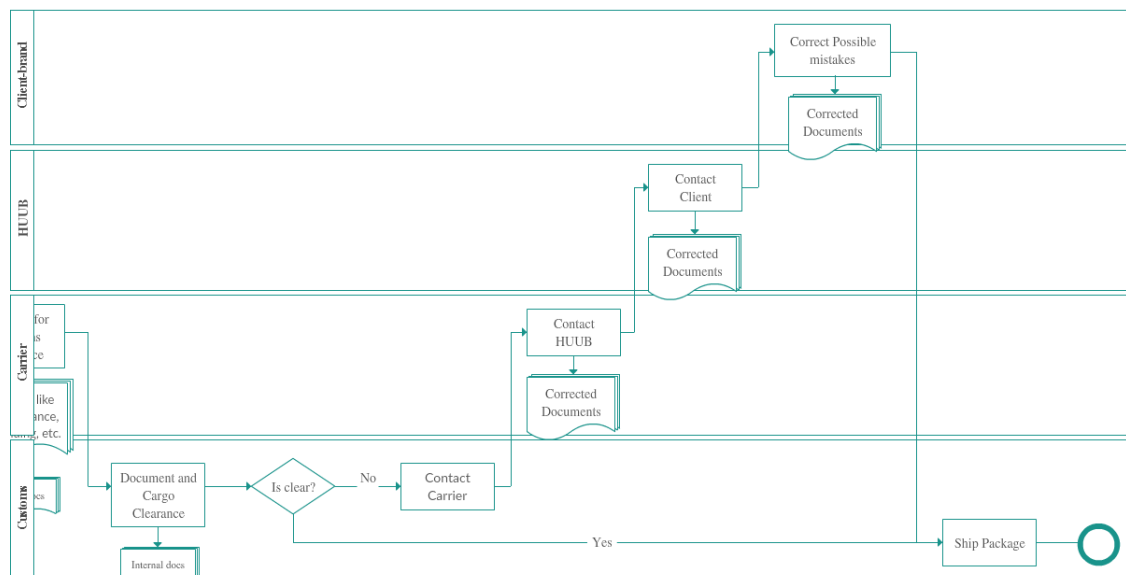 Client-brand
Correct Possible
mistakes
Corrected
Documents
HUUB
Contact
Client
Corrected
Documents
Carrier
for
Contact
HUUB
like
Corrected
Documents
etc.
Customs
Document and
Cargo
Clearance
Is clear?
No
Contact
Carrier
Yes
Ship Package
Internal docs